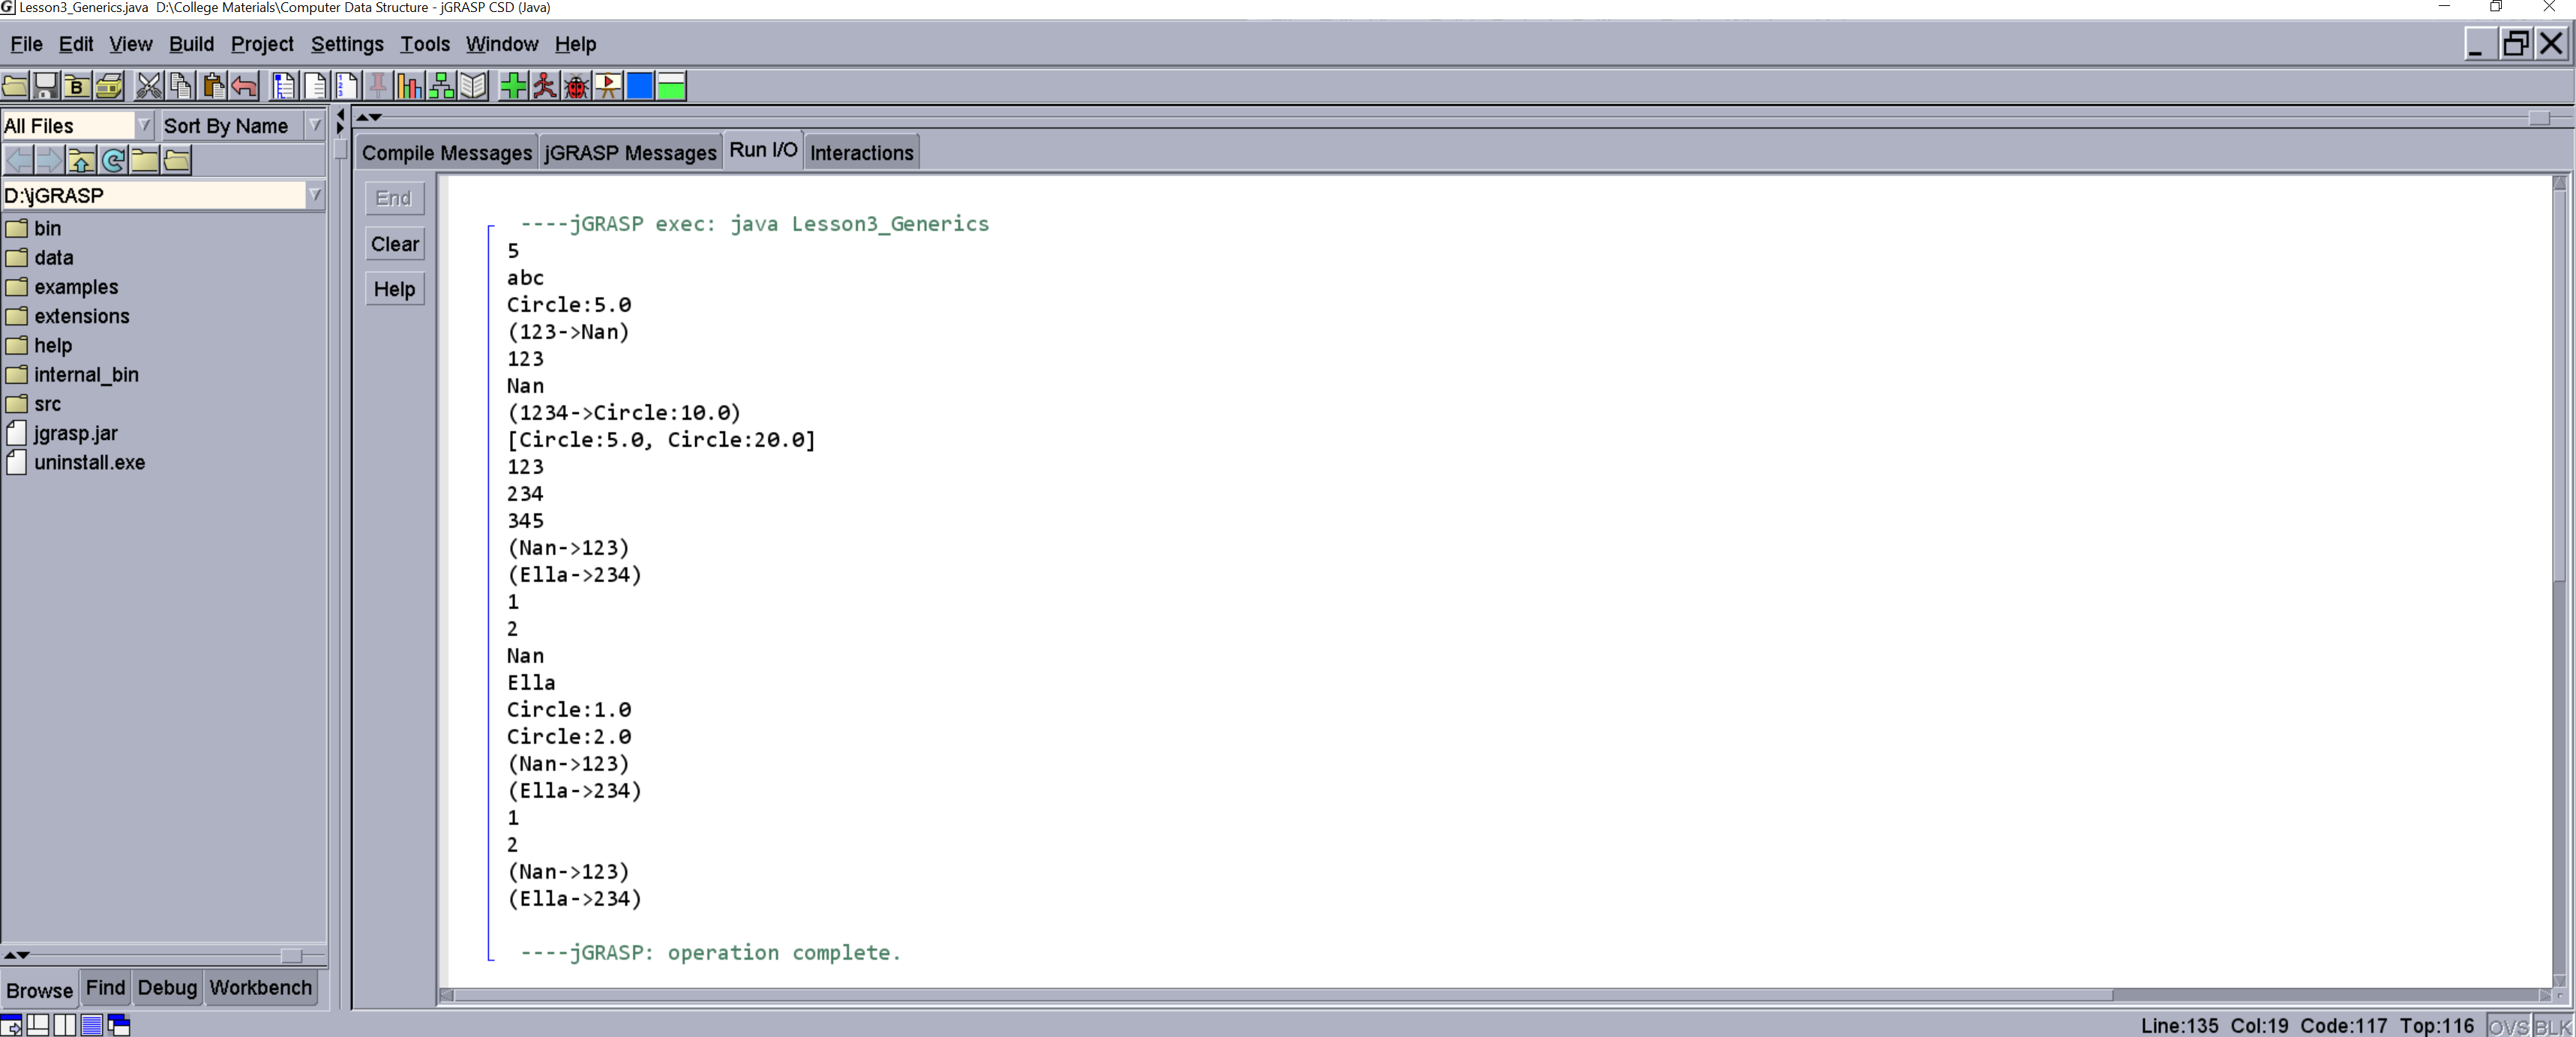 Lesson3_Generics.java  D:\College Materials\Computer Data Structure - jGRASP CSD (Java)
File Edit View Build Project Settings Tools Window Help
All Files Sort By Name
D:\jGRASP
bin
data
examples
extensions
help
internal_bin
src
jgrasp.jar
uninstall.exe
Browse Find Debug Workbench
Compile Messages jGRASP Messages Run I/O Interactions
End
Clear
Help
----jGRASP exec: java Lesson3_Generics
5
abc
Circle:5.0
(123->Nan)
123
Nan
(1234->Circle:10.0)
[Circle:5.0, Circle:20.0]
123
234
345
(Nan->123)
(Ella->234)
1
2
Nan
Ella
Circle:1.0
Circle:2.0
(Nan->123)
(Ella->234)
1
2
(Nan->123)
(Ella->234)
----jGRASP: operation complete.
Line:135 Col:19 Code:117 Top:116 OVS BLK